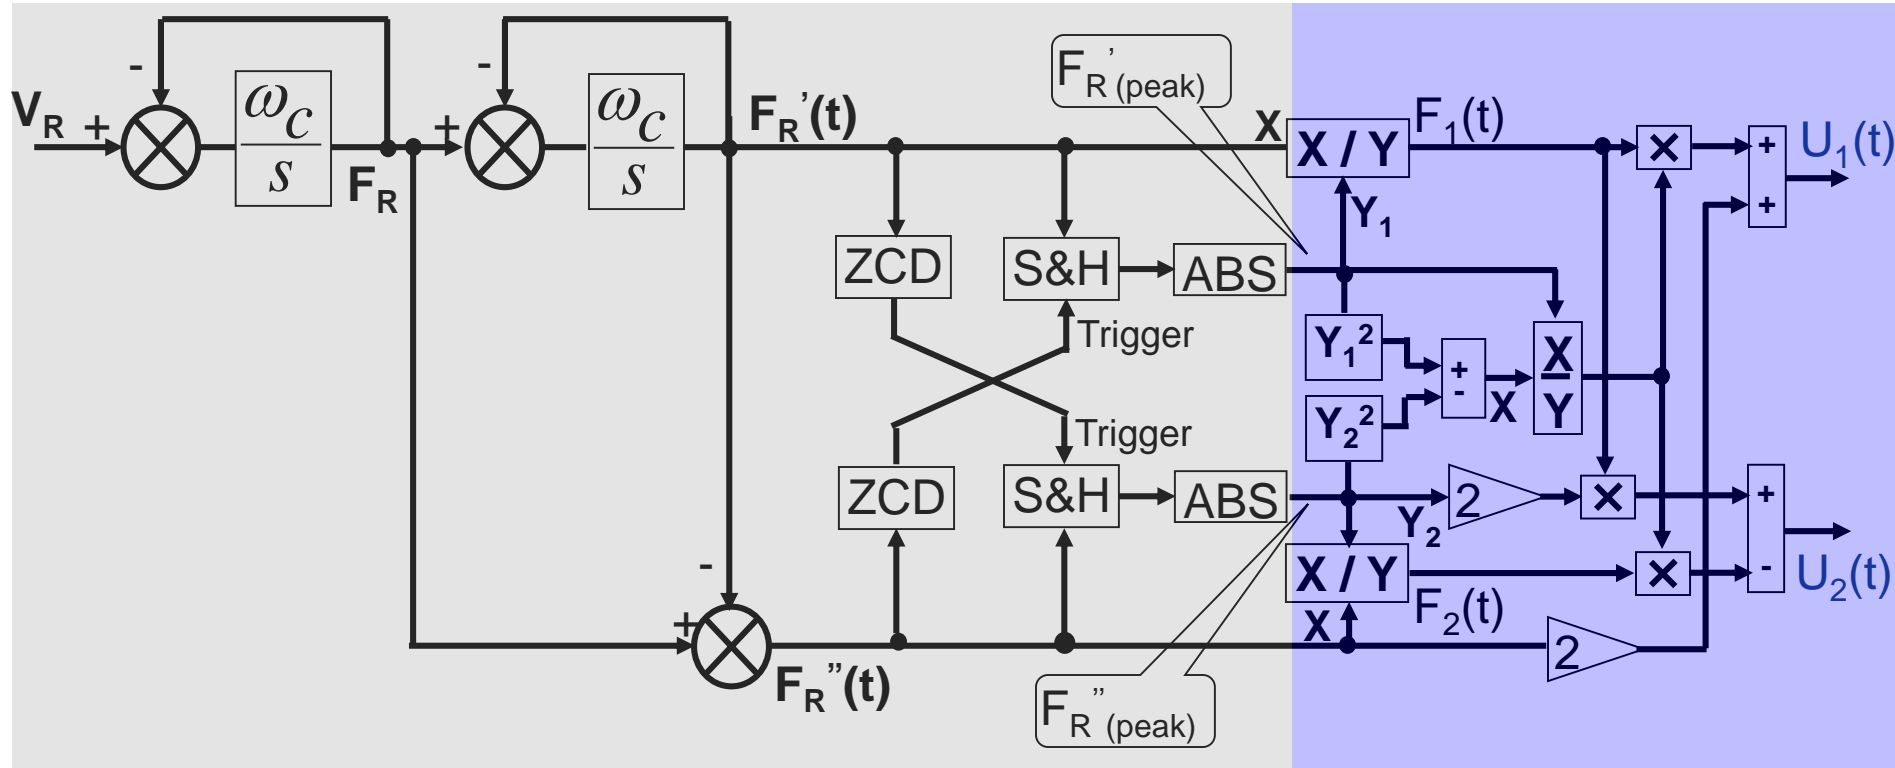 F_R' (peak)
- -
V_R + ω_c/s + ω_c/s F_R'(t) X X / Y F_1(t) × + U_1(t)
F_R Y_1 +
ZCD S&H ABS
Trigger Y_1^2 + X
- X Y
Trigger Y_2^2
ZCD S&H ABS Y_2 2 × +
- X / Y × - U_2(t)
+ X F_2(t)
F_R''(t) 2
F_R'' (peak)